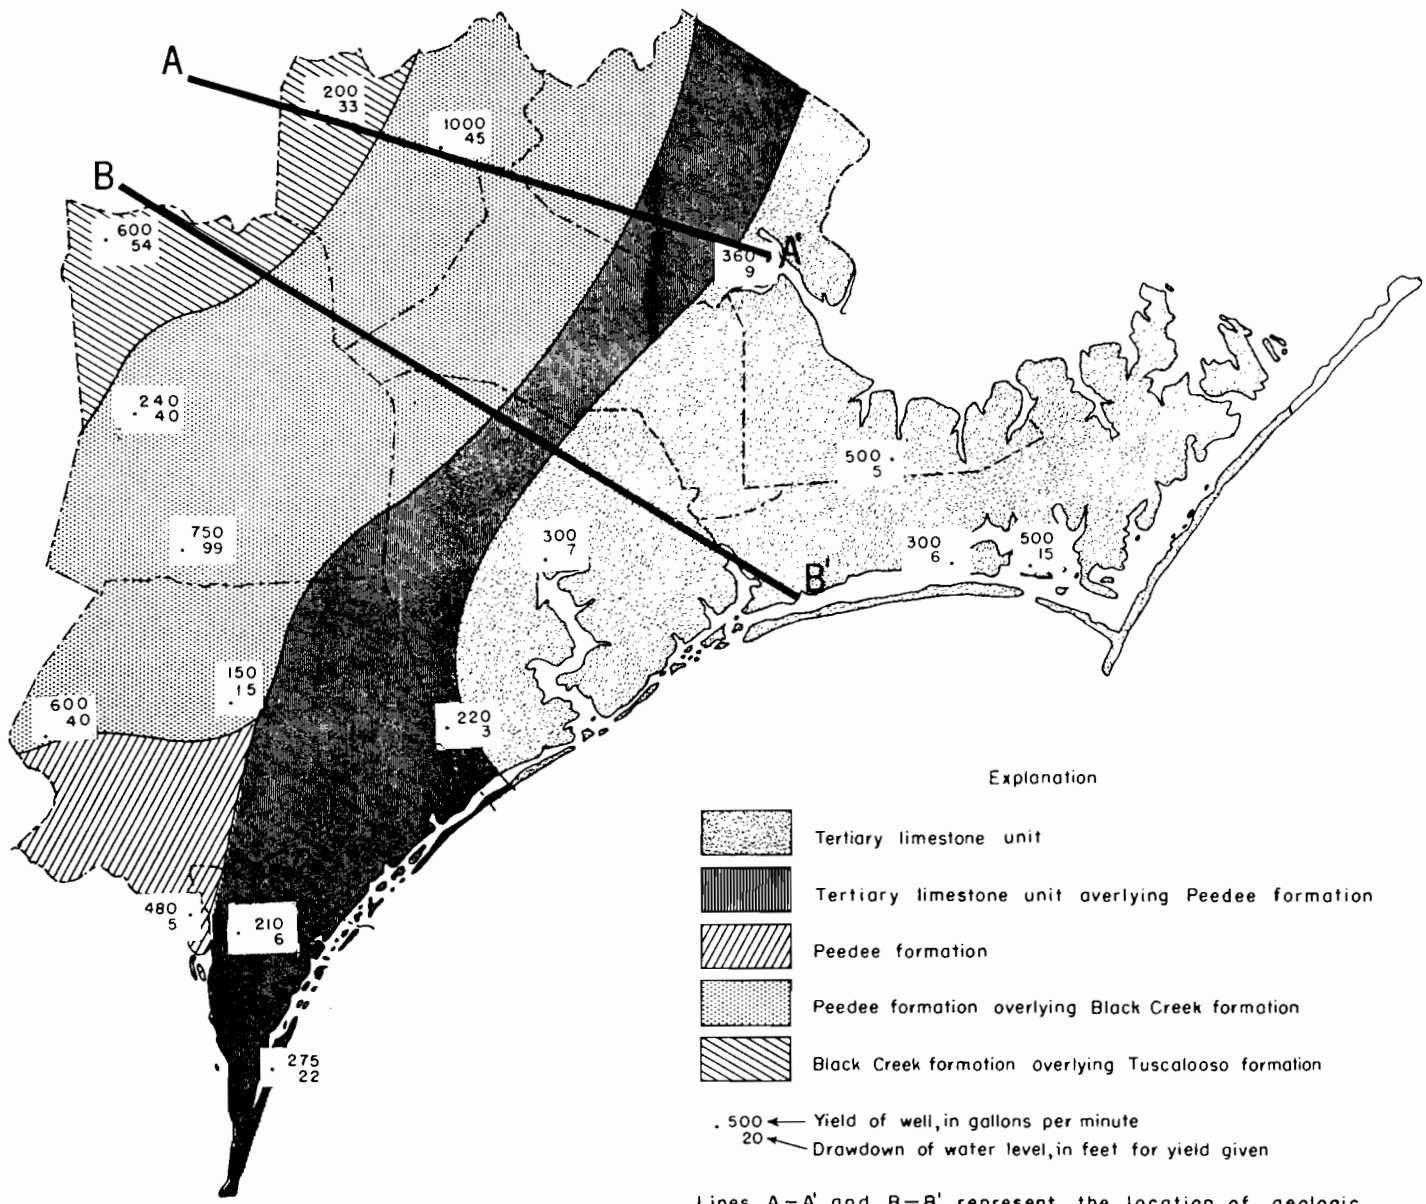 A
200
33
1000
45
B
600
54
A'
360
9
240
40
500
5
750
99
300
7
300
6
500
15
B'
150
15
600
40
220
3
480
5
210
6
275
22
Explanation
Tertiary limestone unit
Tertiary limestone unit overlying Peedee formation
Peedee formation
Peedee formation overlying Black Creek formation
Black Creek formation overlying Tuscaloosa formation
. 500 Yield of well, in gallons per minute
20 Drawdown of water level, in feet for yield given
Lines A–A' and B–B' represent the location of geologic